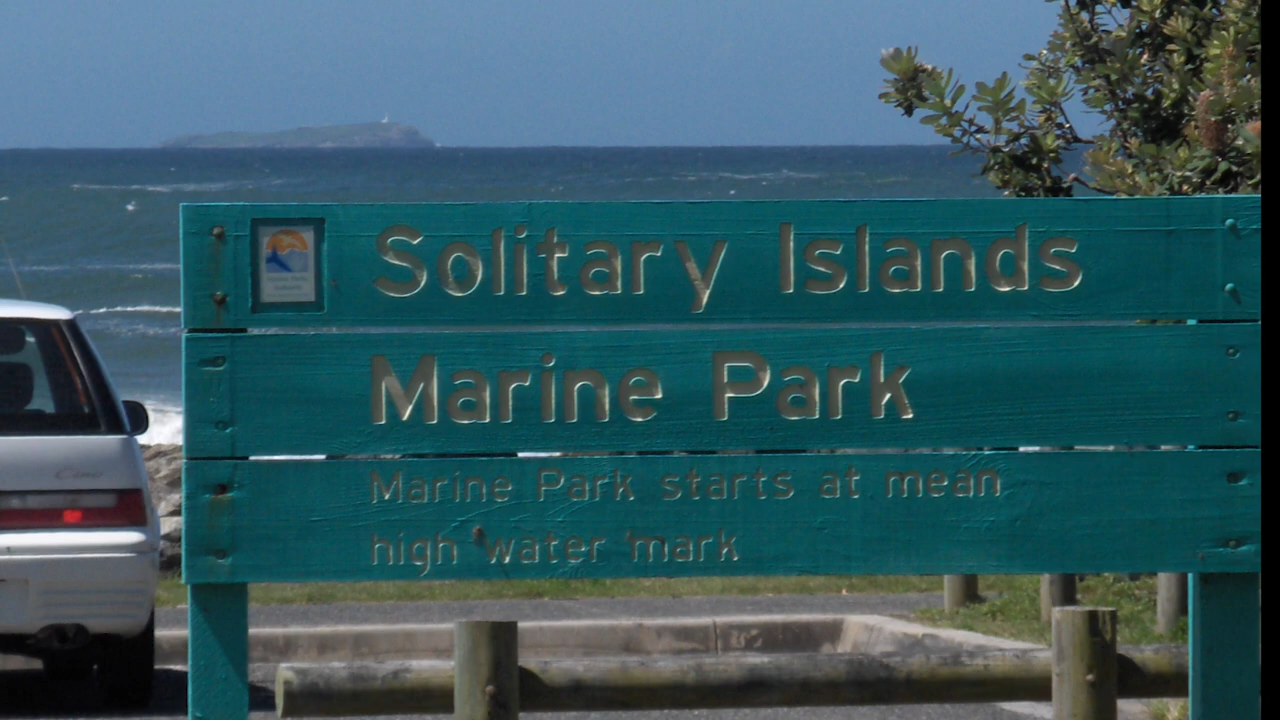 Solitary Islands
Marine Park
Marine Park starts at mean
high water mark